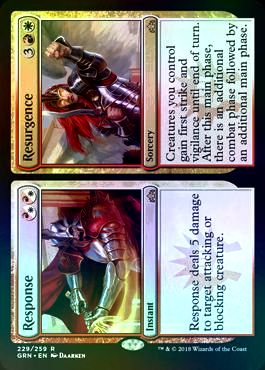 Resurgence
3
Sorcery
Creatures you control
gain first strike and
vigilance until end of turn.
After this main phase,
there is an additional
combat phase followed by
an additional main phase.
Response
Instant
Response deals 5 damage
to target attacking or
blocking creature.
229/259 R
GRN • EN DAARKEN
™ & © 2018 Wizards of the Coast